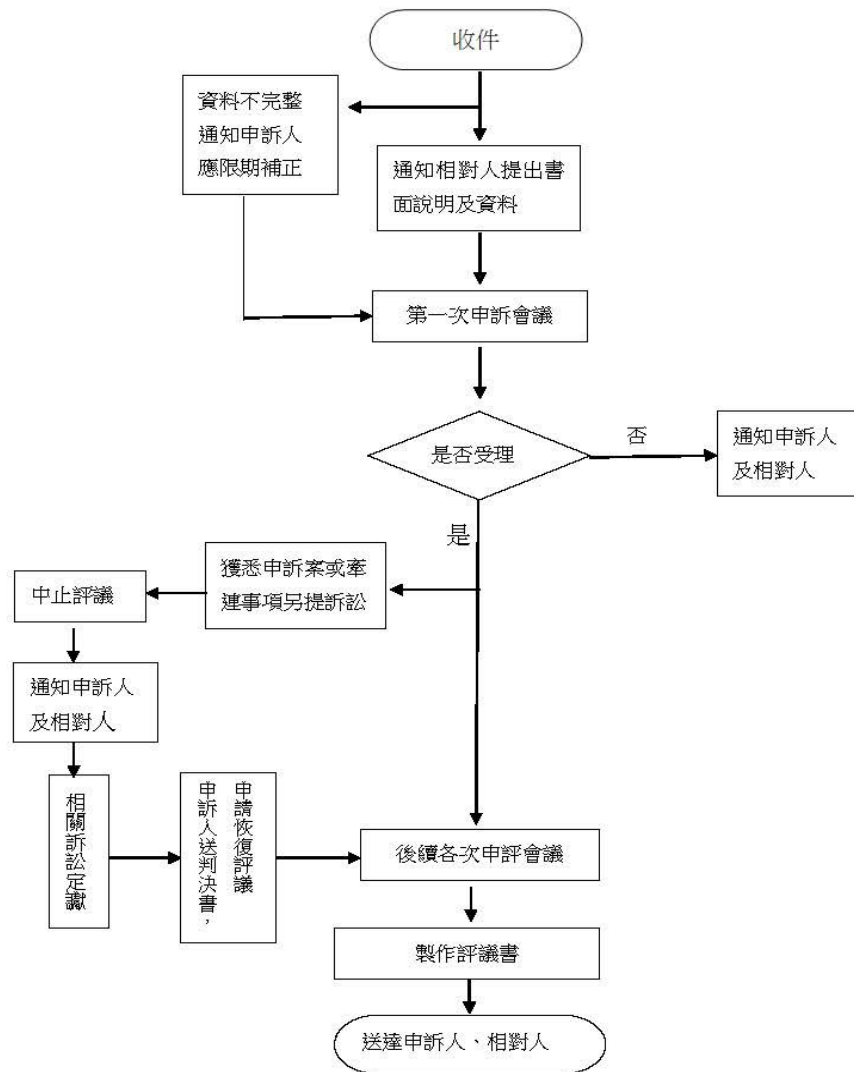 收件
資料不完整
通知申訴人
應限期補正
通知相對人提出書
面說明及資料
第一次申訴會議
是否受理
否
通知申訴人
及相對人
是
獲悉申訴案或牽
連事項另提訴訟
中止評議
通知申訴人
及相對人
相關訴訟定讞
申訴人送判決書，
申請恢復評議
後續各次申評會議
製作評議書
送達申訴人、相對人